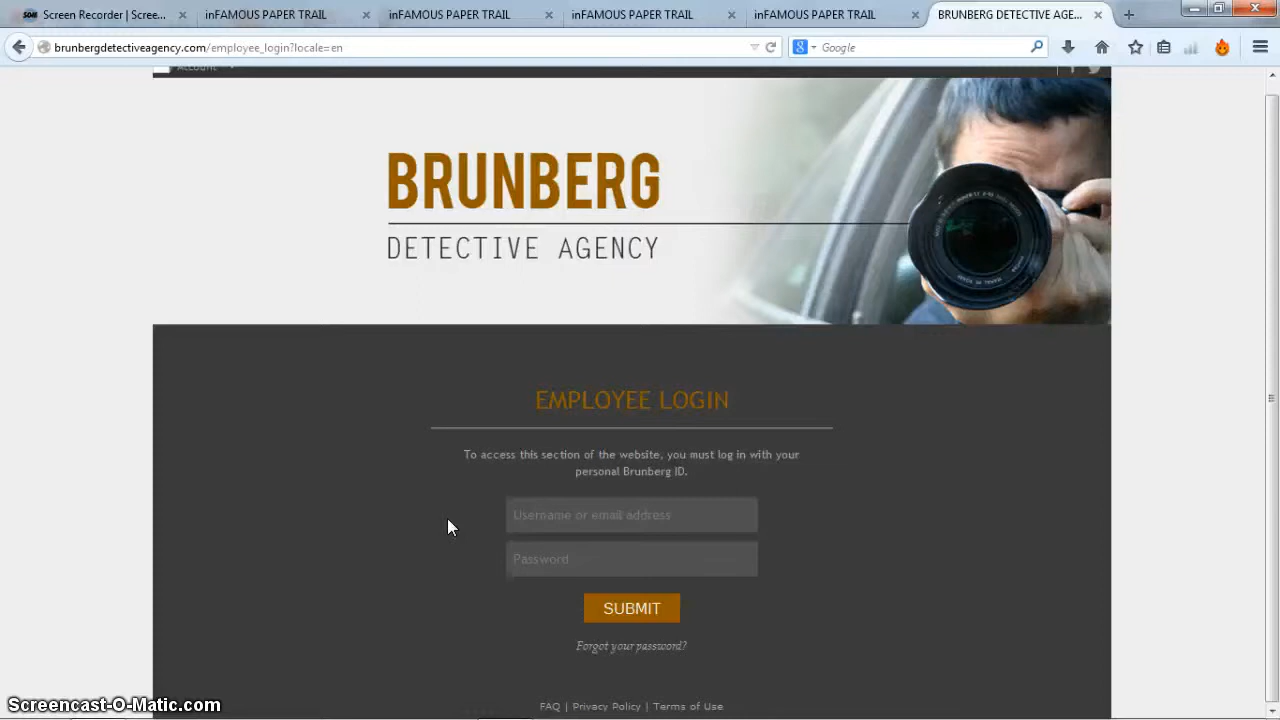 Screen Recorder | Scree...
inFAMOUS PAPER TRAIL
inFAMOUS PAPER TRAIL
inFAMOUS PAPER TRAIL
inFAMOUS PAPER TRAIL
BRUNBERG DETECTIVE AGE...
brunbergdetectiveagency.com/employee_login?locale=en
Google
Account
BRUNBERG
DETECTIVE AGENCY
EMPLOYEE LOGIN
To access this section of the website, you must log in with your
personal Brunberg ID.
Username or email address
Password
SUBMIT
Forgot your password?
FAQ | Privacy Policy | Terms of Use
Screencast-O-Matic.com